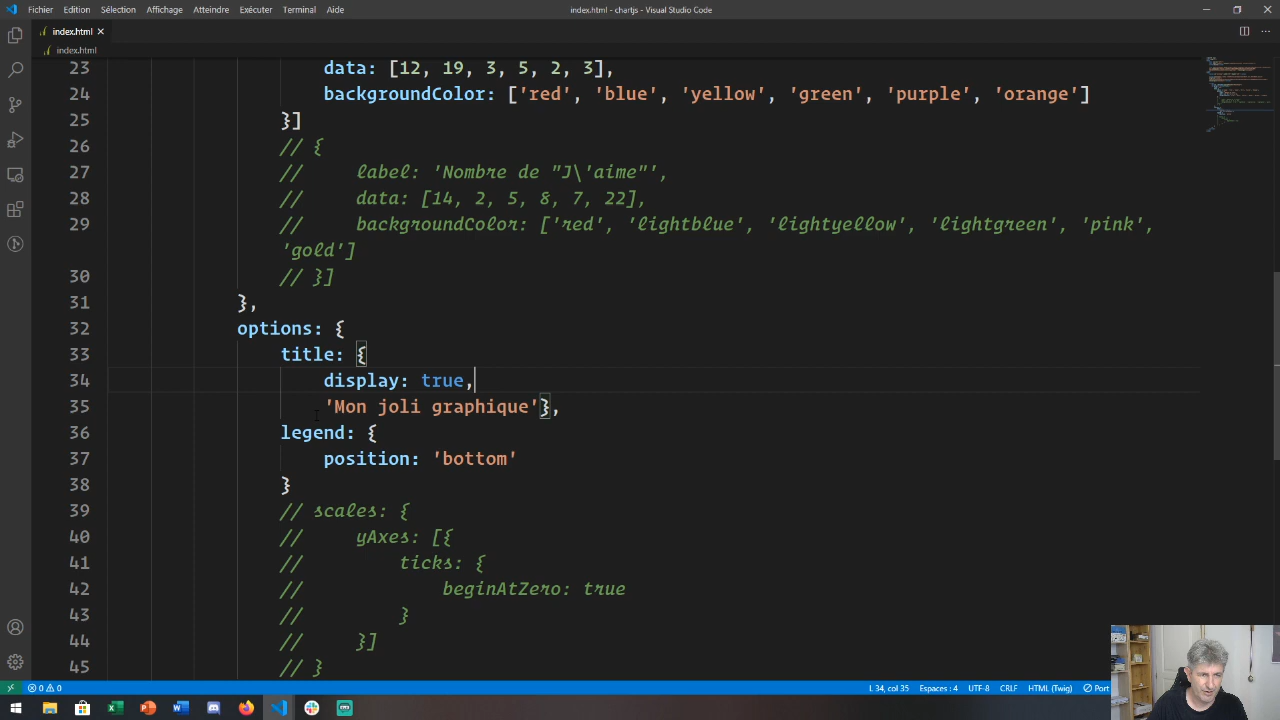 Fichier Edition Sélection Affichage Atteindre Exécuter Terminal Aide
index.html - chartjs - Visual Studio Code
index.html
index.html
23 data: [12, 19, 3, 5, 2, 3],
24 backgroundColor: ['red', 'blue', 'yellow', 'green', 'purple', 'orange']
25 }]
26 // {
27 // label: 'Nombre de "J\'aime"',
28 // data: [14, 2, 5, 8, 7, 22],
29 // backgroundColor: ['red', 'lightblue', 'lightyellow', 'lightgreen', 'pink',
'gold']
30 // }]
31 },
32 options: {
33 title: {
34 display: true,
35 'Mon joli graphique'},
36 legend: {
37 position: 'bottom'
38 }
39 // scales: {
40 // yAxes: [{
41 // ticks: {
42 // beginAtZero: true
43 // }
44 // }]
45 // }
0 0 L 34, col 35 Espaces : 4 UTF-8 CRLF HTML (Twig) Port